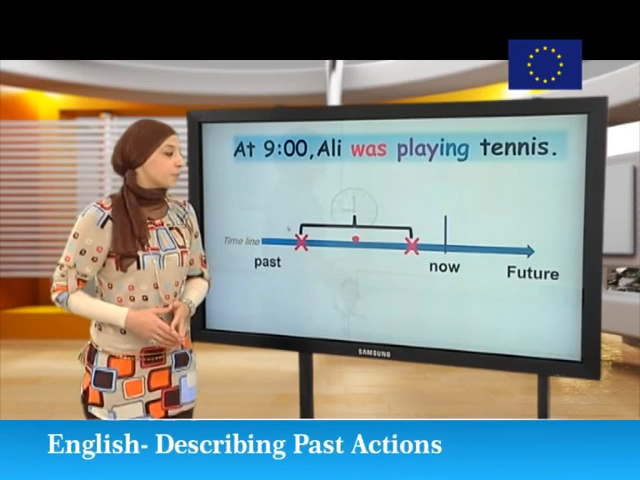 At 9:00, Ali was playing tennis.
Time line
past
now
Future
SAMSUNG
English- Describing Past Actions